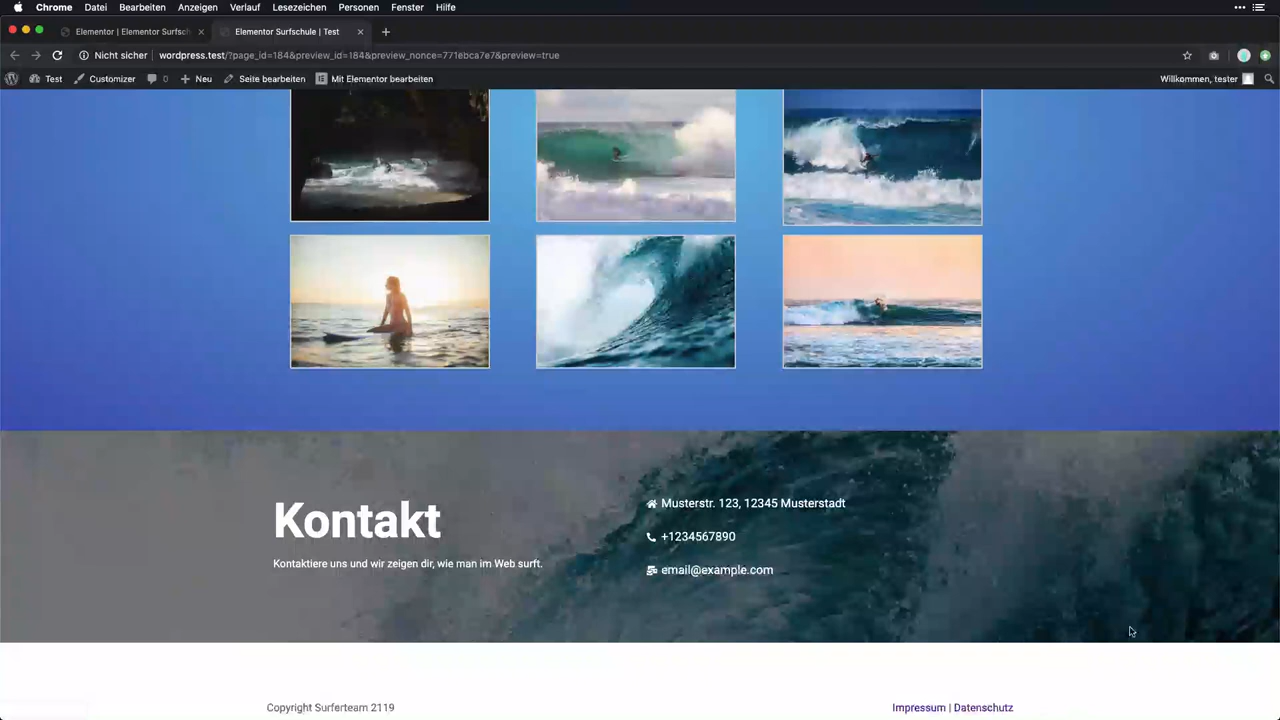 Chrome Datei Bearbeiten Anzeigen Verlauf Lesezeichen Personen Fenster Hilfe
Elementor | Elementor Surfsch
Elementor Surfschule | Test
Nicht sicher wordpress.test/?page_id=184&preview_id=184&preview_nonce=771ebca7e7&preview=true
Test Customizer 0 Neu Seite bearbeiten Mit Elementor bearbeiten Willkommen, tester
Kontakt
Kontaktiere uns und wir zeigen dir, wie man im Web surft.
Musterstr. 123, 12345 Musterstadt
+1234567890
email@example.com
Copyright Surferteam 2119
Impressum | Datenschutz